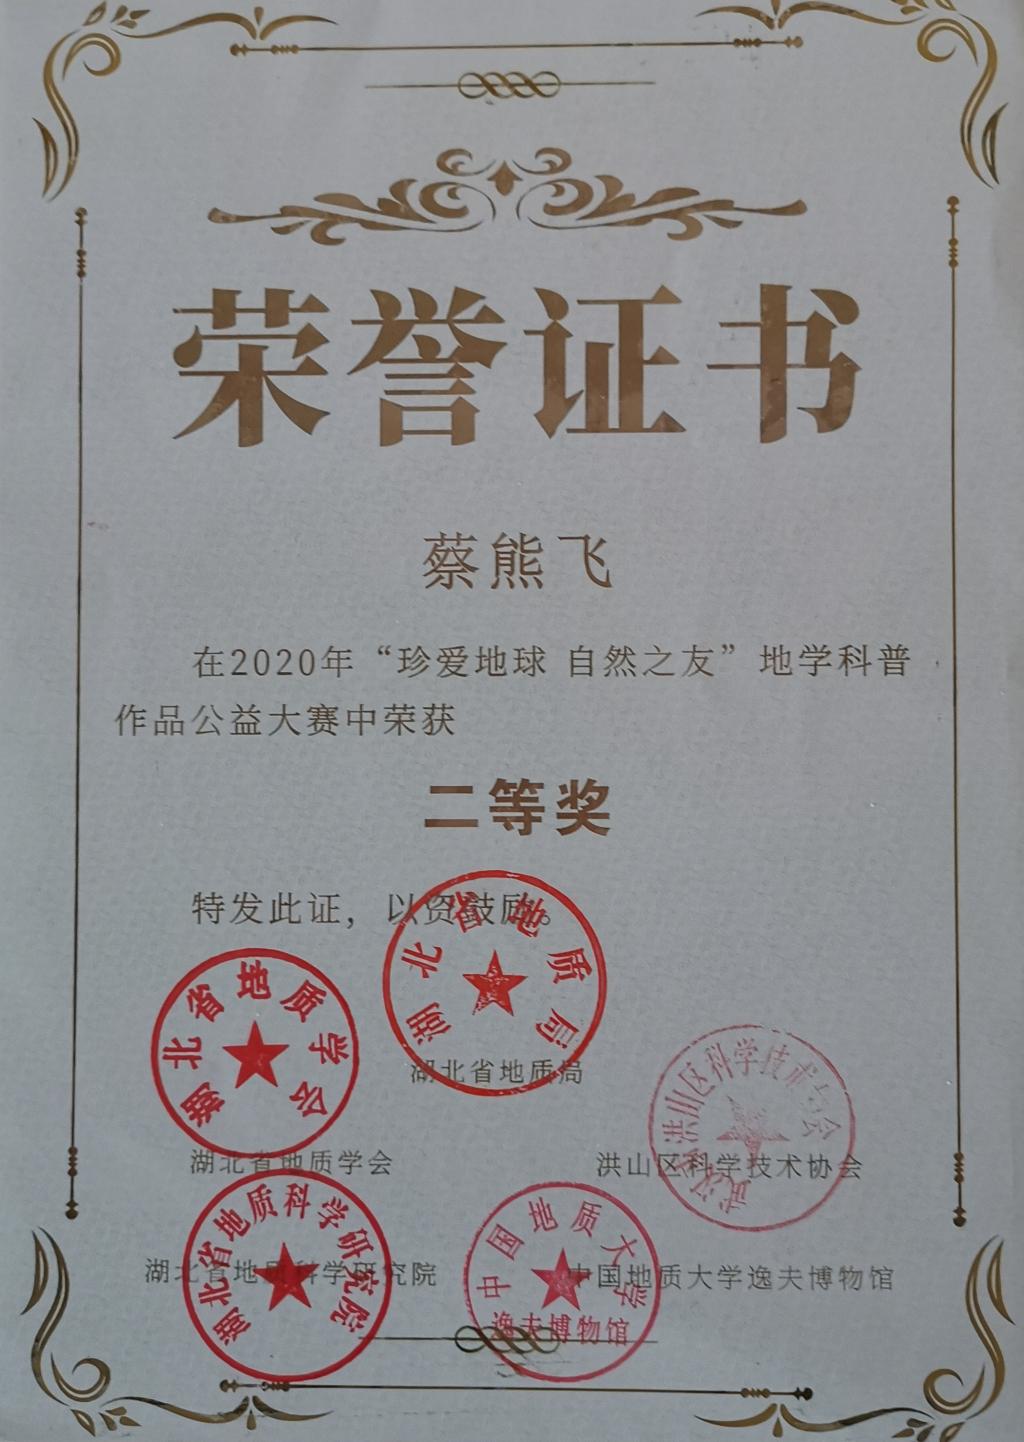 荣誉证书
蔡熊飞
在2020年“珍爱地球 自然之友”地学科普
作品公益大赛中荣获
二等奖
特发此证，以资鼓励。
湖北省地质局
湖北省地质局
湖北省地质学会
湖北省地质学会
武汉市洪山区科学技术协会
洪山区科学技术协会
湖北省地质科学研究院
湖北省地质科学研究院
中国地质大学
逸夫博物馆
中国地质大学逸夫博物馆